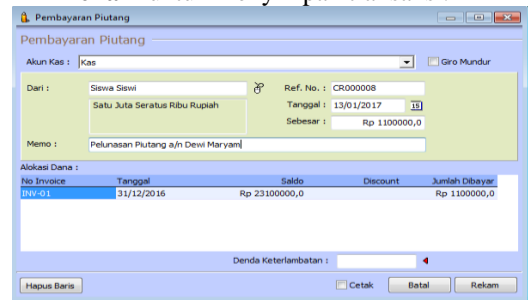 Pembayaran Piutang
Pembayaran Piutang
Akun Kas : Kas Giro Mundur
Dari : Siswa Siswi Ref. No. : CR000008
Satu Juta Seratus Ribu Rupiah Tanggal : 13/01/2017 15
Sebesar : Rp 1100000,0
Memo : Pelunasan Piutang a/n Dewi Maryam
Alokasi Dana :
No Invoice Tanggal Saldo Discount Jumlah Dibayar
INV-01 31/12/2016 Rp 23100000,0 Rp 1100000,0
Denda Keterlambatan :
Hapus Baris Cetak Batal Rekam